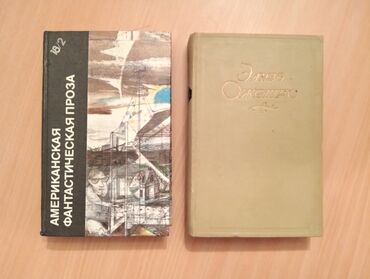 18/2
АМЕРИКАНСКАЯ
ФАНТАСТИЧЕСКАЯ ПРОЗА
Элиза
Ожешко